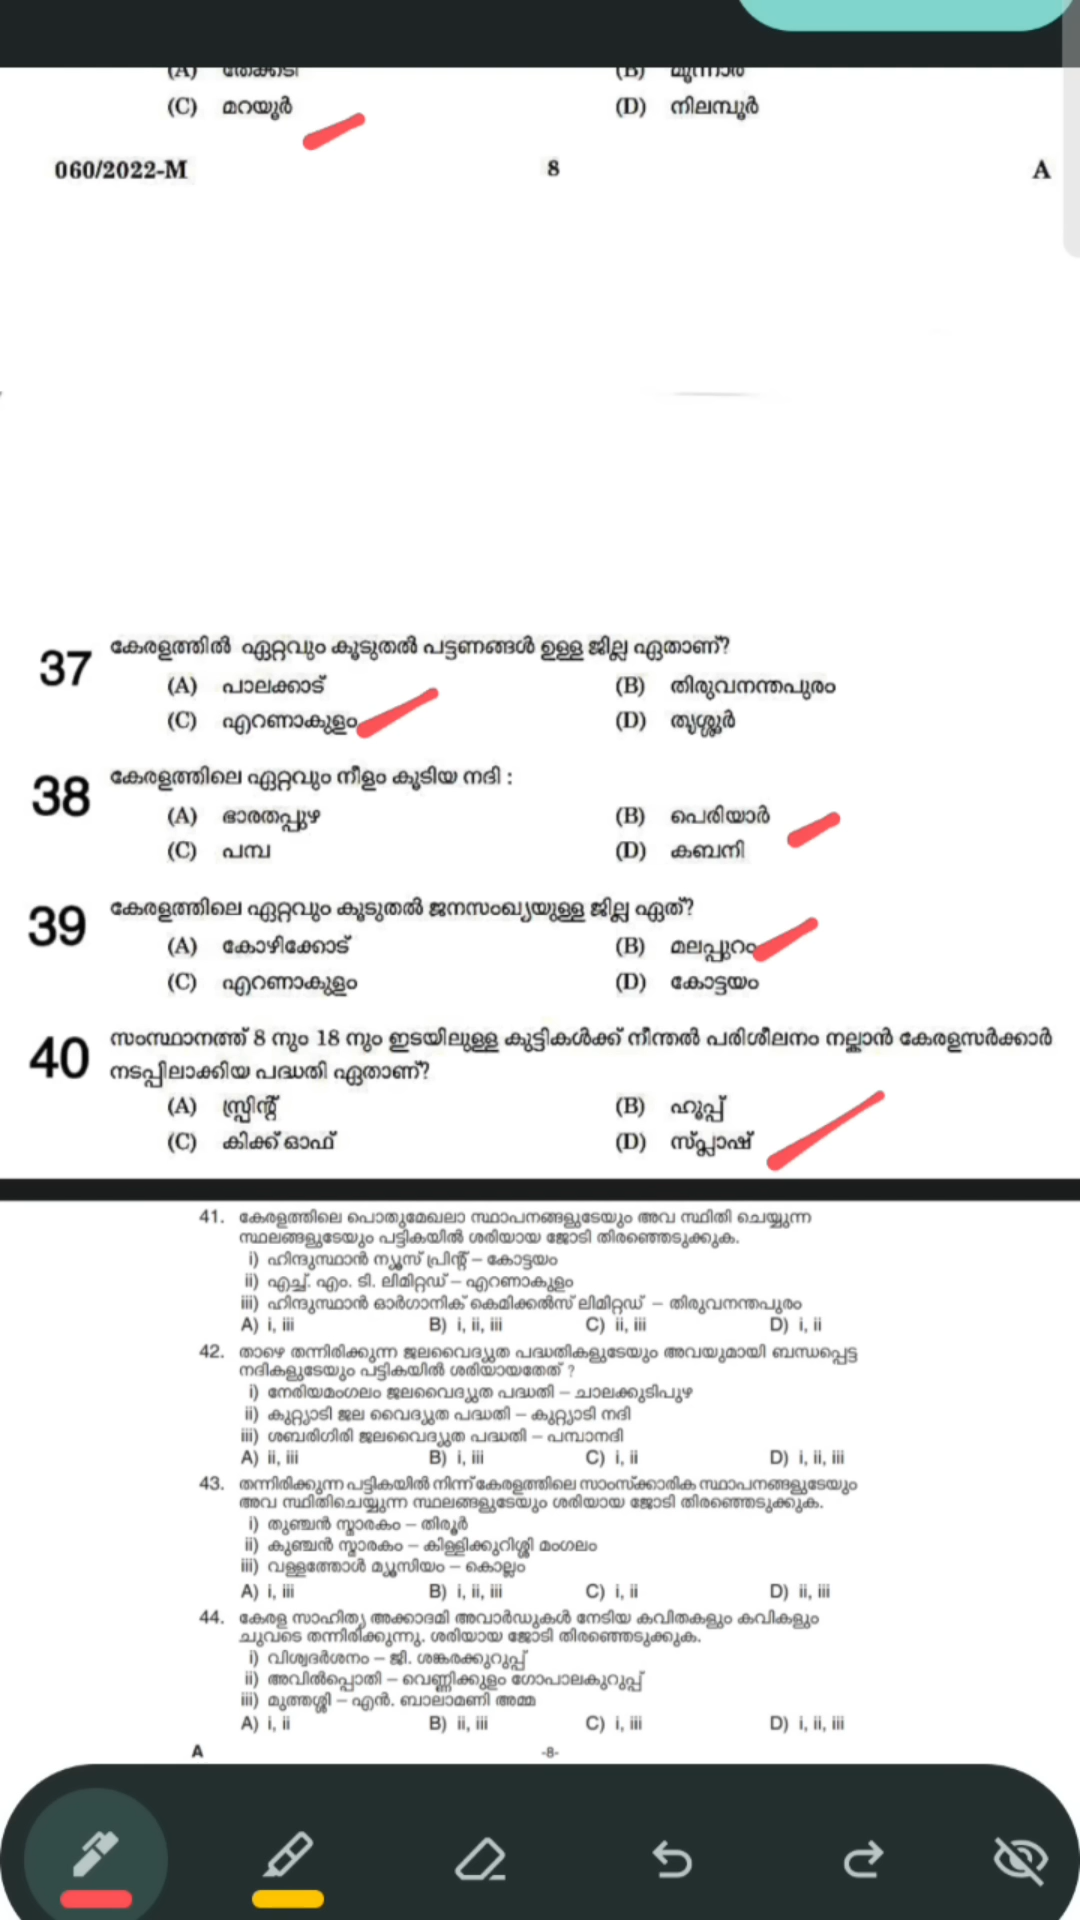 (A) തേക്കടി (B) മൂന്നാർ
(C) മറയൂർ (D) നിലമ്പൂർ
060/2022-M 8 A
37 കേരളത്തിൽ ഏറ്റവും കൂടുതൽ പട്ടണങ്ങൾ ഉള്ള ജില്ല ഏതാണ്?
(A) പാലക്കാട് (B) തിരുവനന്തപുരം
(C) എറണാകുളം (D) തൃശ്ശൂർ
38 കേരളത്തിലെ ഏറ്റവും നീളം കൂടിയ നദി :
(A) ഭാരതപ്പുഴ (B) പെരിയാർ
(C) പമ്പ (D) കബനി
39 കേരളത്തിലെ ഏറ്റവും കൂടുതൽ ജനസംഖ്യയുള്ള ജില്ല ഏത്?
(A) കോഴിക്കോട് (B) മലപ്പുറം
(C) എറണാകുളം (D) കോട്ടയം
40 സംസ്ഥാനത്ത് 8 നും 18 നും ഇടയിലുള്ള കുട്ടികൾക്ക് നീന്തൽ പരിശീലനം നല്കാൻ കേരളസർക്കാർ
നടപ്പിലാക്കിയ പദ്ധതി ഏതാണ്?
(A) സ്പ്രിന്റ് (B) ഹൂപ്പ്
(C) കിക്ക് ഓഫ് (D) സ്പ്ലാഷ്
41. കേരളത്തിലെ പൊതുമേഖലാ സ്ഥാപനങ്ങളുടേയും അവ സ്ഥിതി ചെയ്യുന്ന
സ്ഥലങ്ങളുടേയും പട്ടികയിൽ ശരിയായ ജോടി തിരഞ്ഞെടുക്കുക.
i) ഹിന്ദുസ്ഥാൻ ന്യൂസ് പ്രിന്റ് – കോട്ടയം
ii) എച്ച്. എം. ടി. ലിമിറ്റഡ് – എറണാകുളം
iii) ഹിന്ദുസ്ഥാൻ ഓർഗാനിക് കെമിക്കൽസ് ലിമിറ്റഡ് – തിരുവനന്തപുരം
A) i, iii B) i, ii, iii C) ii, iii D) i, ii
42. താഴെ തന്നിരിക്കുന്ന ജലവൈദ്യുത പദ്ധതികളുടേയും അവയുമായി ബന്ധപ്പെട്ട
നദികളുടേയും പട്ടികയിൽ ശരിയായതേത് ?
i) നേരിയമംഗലം ജലവൈദ്യുത പദ്ധതി – ചാലക്കുടിപുഴ
ii) കുറ്റ്യാടി ജല വൈദ്യുത പദ്ധതി – കുറ്റ്യാടി നദി
iii) ശബരിഗിരി ജലവൈദ്യുത പദ്ധതി – പമ്പാനദി
A) ii, iii B) i, iii C) i, ii D) i, ii, iii
43. തന്നിരിക്കുന്ന പട്ടികയിൽ നിന്ന് കേരളത്തിലെ സാംസ്ക്കാരിക സ്ഥാപനങ്ങളുടേയും
അവ സ്ഥിതിചെയ്യുന്ന സ്ഥലങ്ങളുടേയും ശരിയായ ജോടി തിരഞ്ഞെടുക്കുക.
i) തുഞ്ചൻ സ്മാരകം – തിരൂർ
ii) കുഞ്ചൻ സ്മാരകം – കിള്ളിക്കുറിശ്ശി മംഗലം
iii) വള്ളത്തോൾ മ്യൂസിയം – കൊല്ലം
A) i, iii B) i, ii, iii C) i, ii D) ii, iii
44. കേരള സാഹിത്യ അക്കാദമി അവാർഡുകൾ നേടിയ കവിതകളും കവികളും
ചുവടെ തന്നിരിക്കുന്നു. ശരിയായ ജോടി തിരഞ്ഞെടുക്കുക.
i) വിശ്വദർശനം – ജി. ശങ്കരക്കുറുപ്പ്
ii) അവിൽപ്പൊതി – വെണ്ണിക്കുളം ഗോപാലകുറുപ്പ്
iii) മുത്തശ്ശി – എൻ. ബാലാമണി അമ്മ
A) i, ii B) ii, iii C) i, iii D) i, ii, iii
A -8-